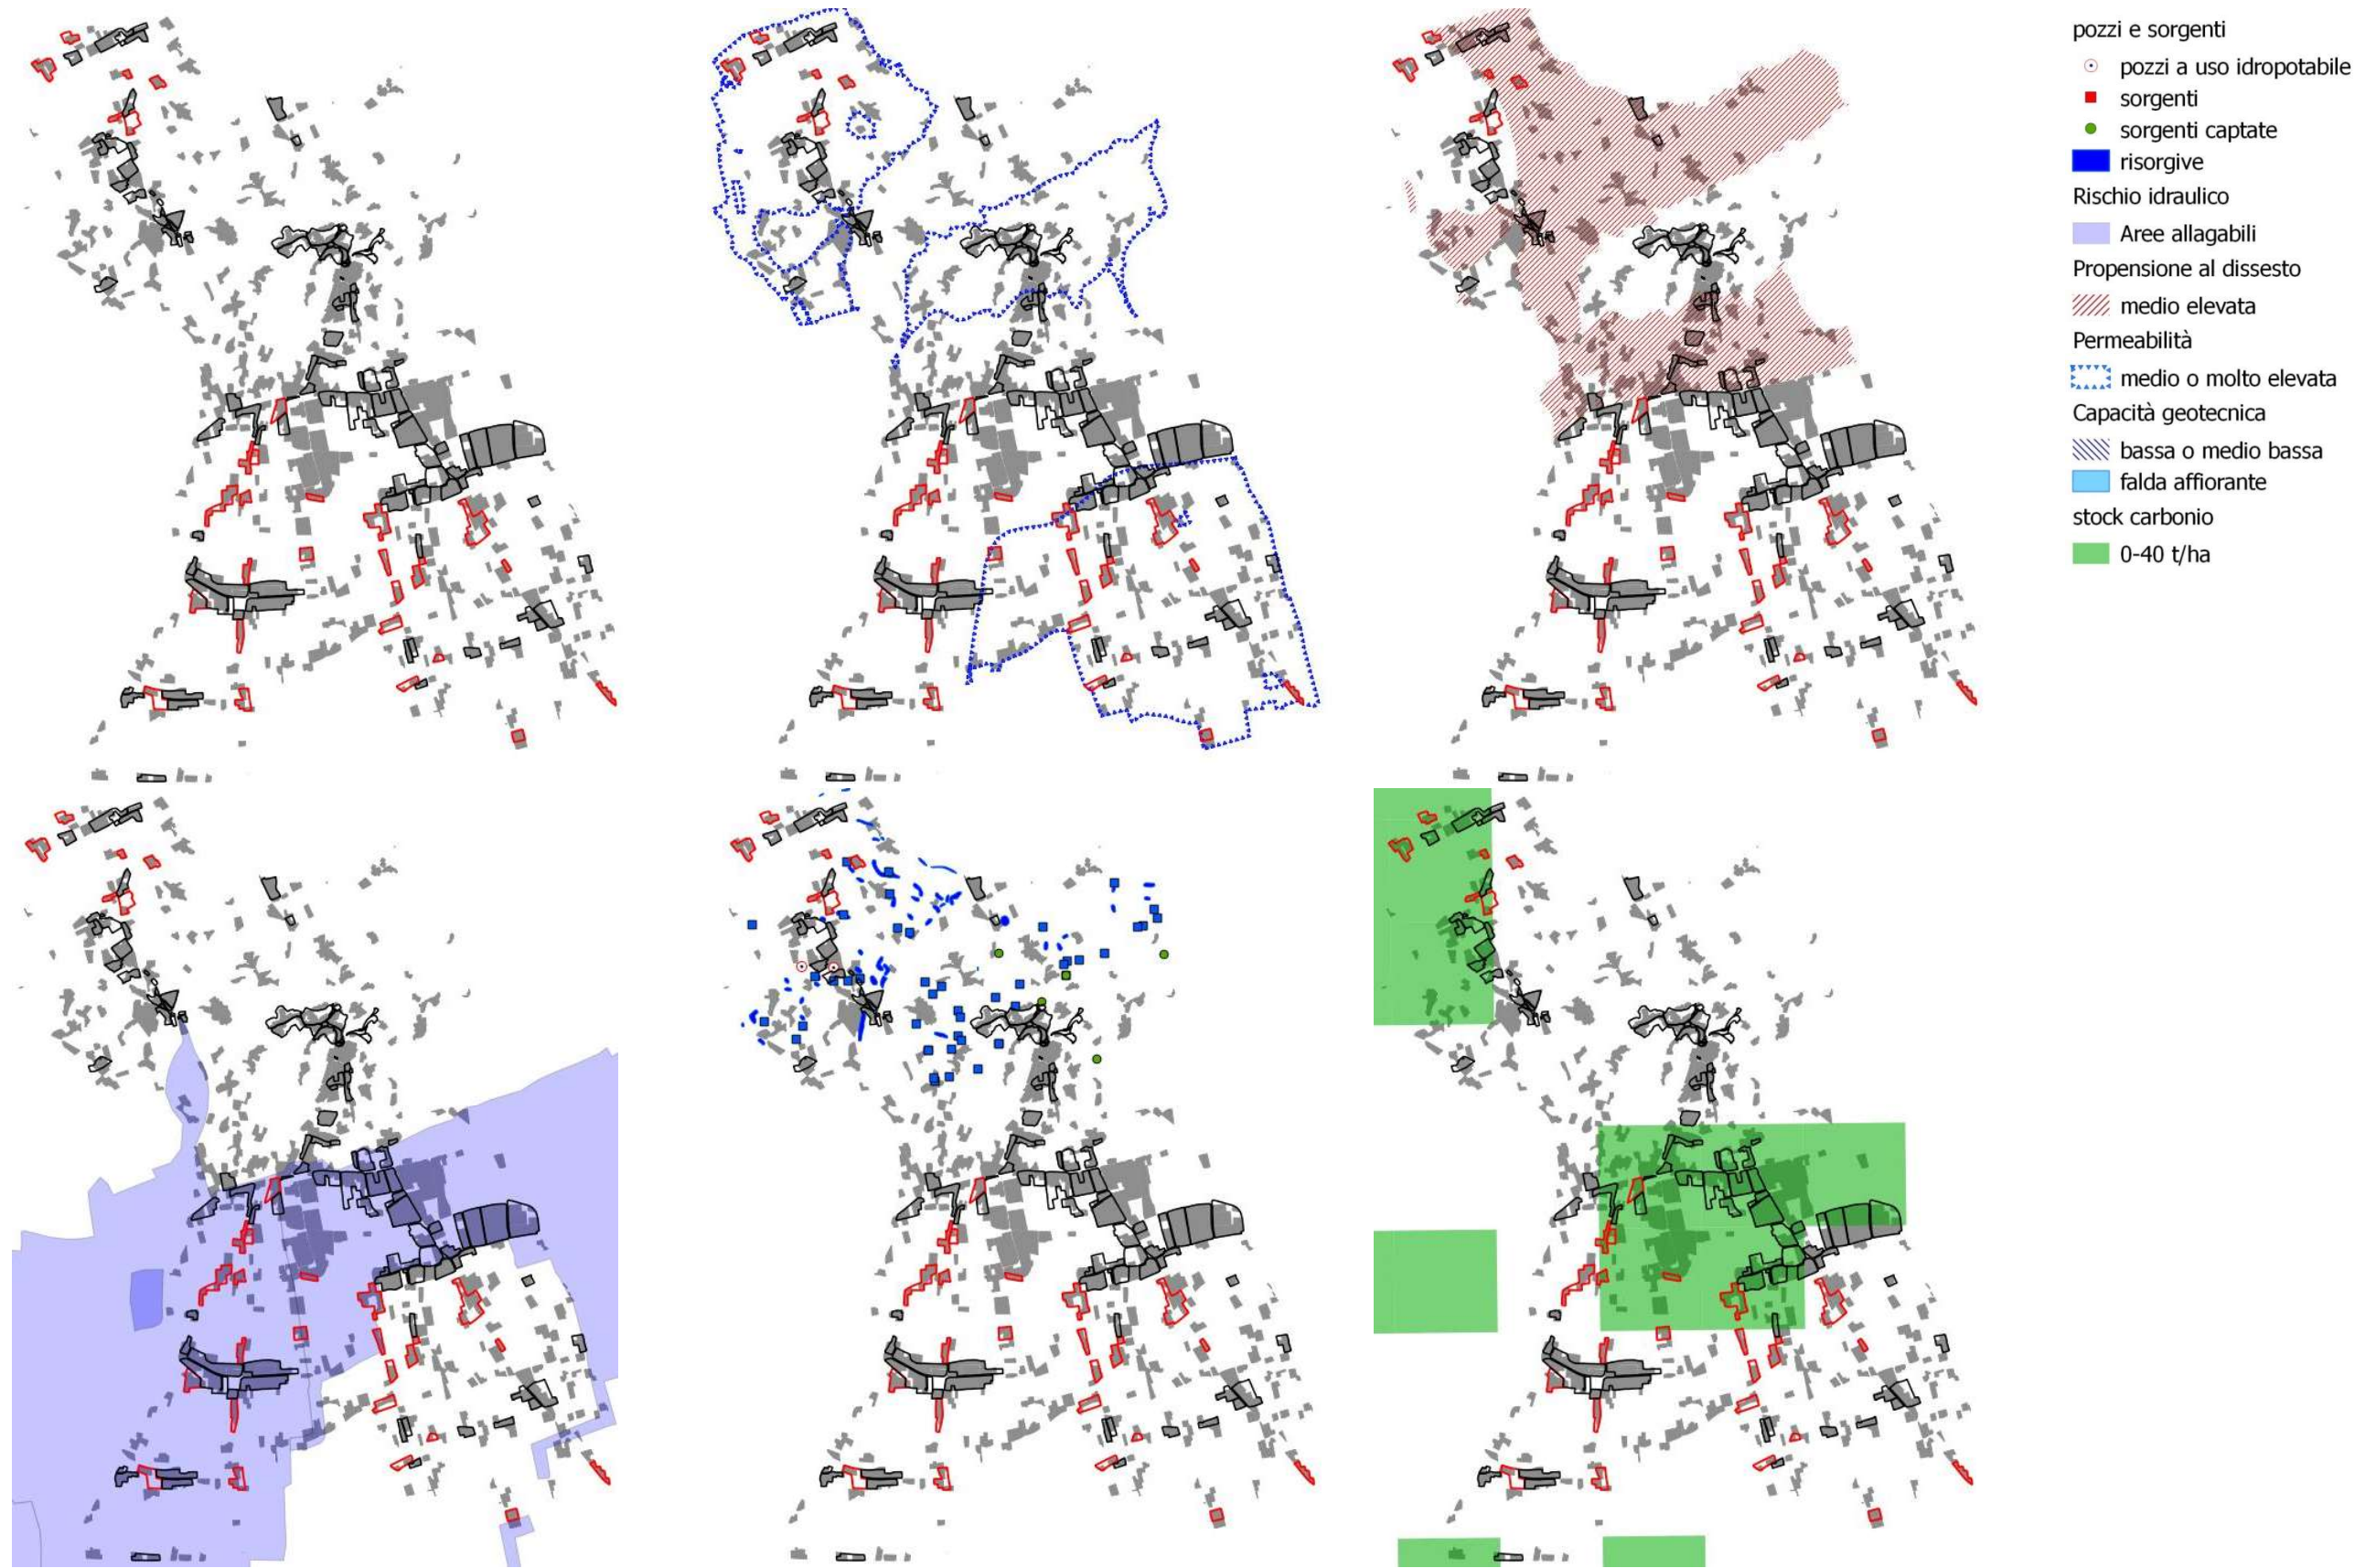 pozzi e sorgenti
pozzi a uso idropotabile
sorgenti
sorgenti captate
risorgive
Rischio idraulico
Aree allagabili
Propensione al dissesto
medio elevata
Permeabilità
medio o molto elevata
Capacità geotecnica
bassa o medio bassa
falda affiorante
stock carbonio
0-40 t/ha